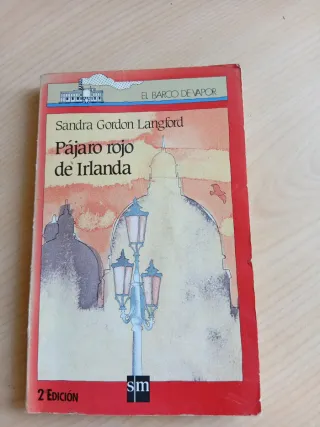 EL BARCO DE VAPOR
Sandra Gordon Langford
Pájaro rojo
de Irlanda
2ª EDICIÓN
sm